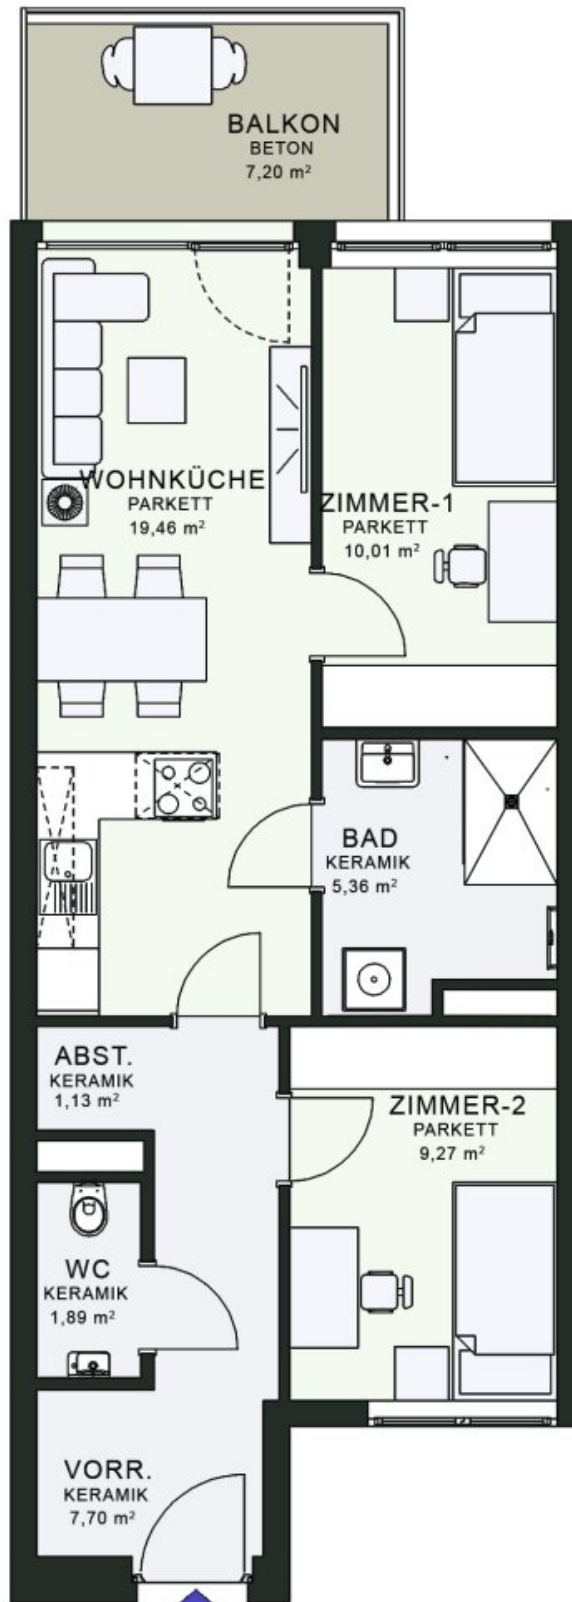 BALKON
BETON
7,20 m²
WOHNKÜCHE
PARKETT
19,46 m²
ZIMMER-1
PARKETT
10,01 m²
BAD
KERAMIK
5,36 m²
ABST.
KERAMIK
1,13 m²
ZIMMER-2
PARKETT
9,27 m²
WC
KERAMIK
1,89 m²
VORR.
KERAMIK
7,70 m²